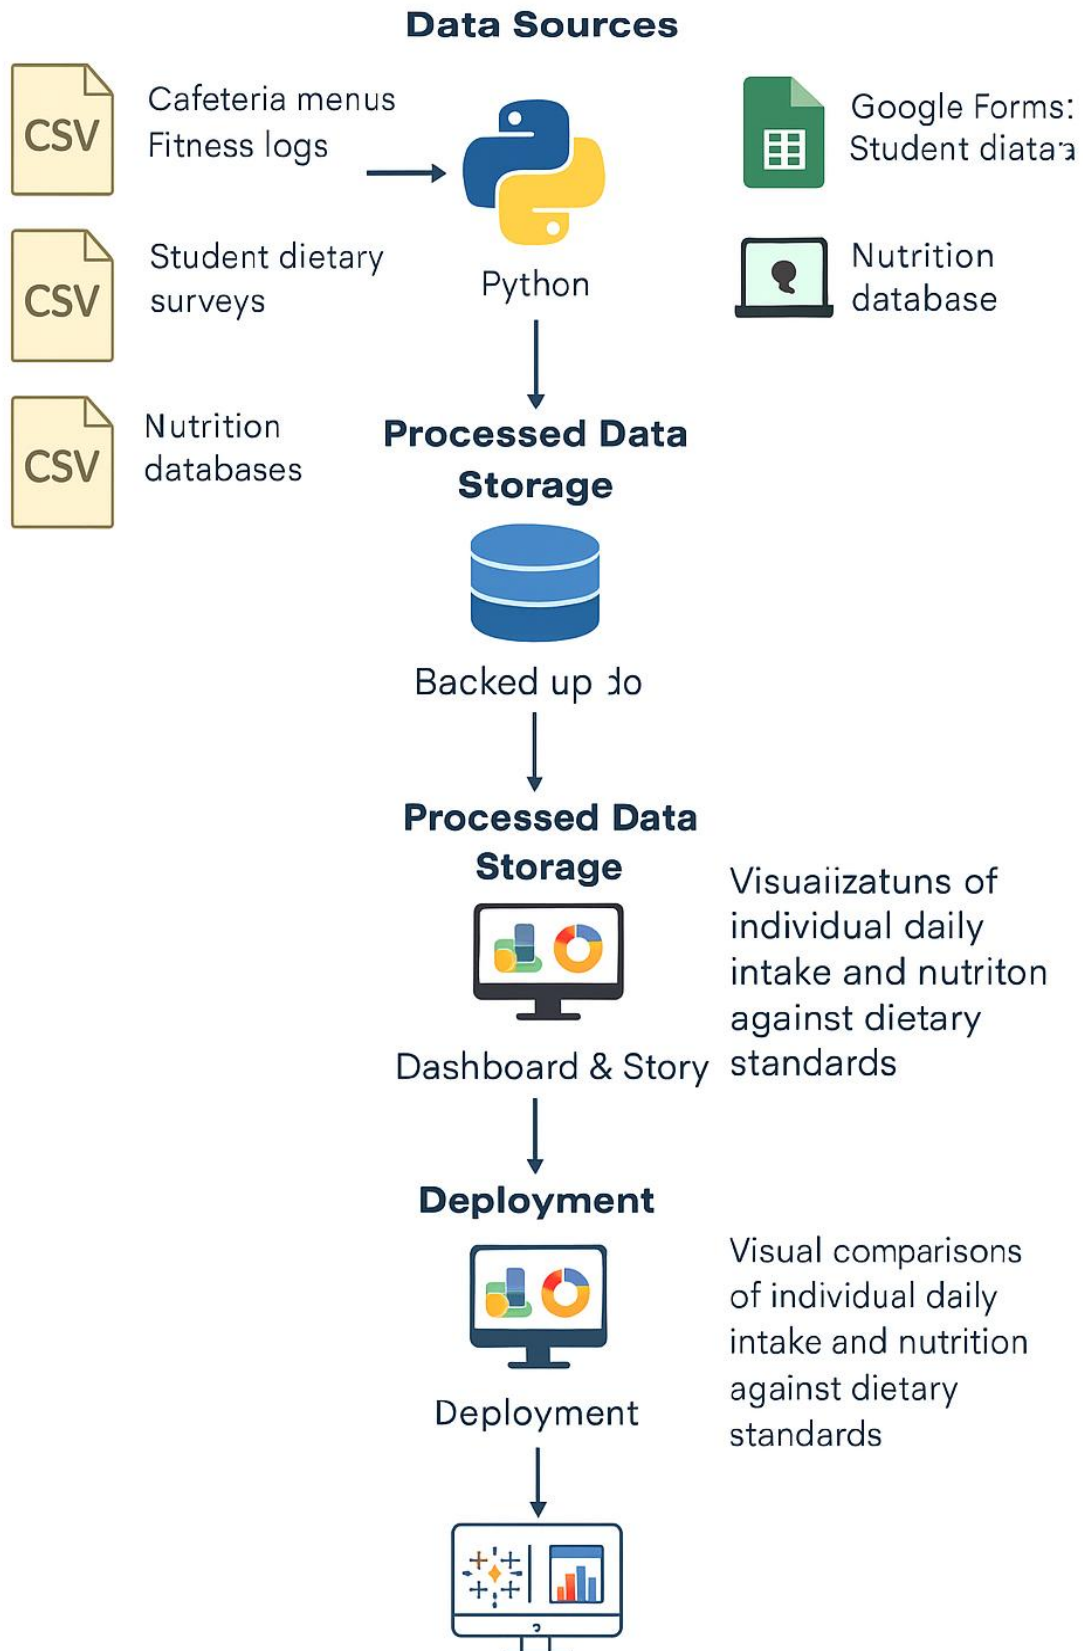 Data Sources
CSV
Cafeteria menus
Fitness logs
CSV
Student dietary
surveys
CSV
Nutrition
databases
Python
Google Forms:
Student
Nutrition
database
Processed Data
Storage
Backed up
Processed Data
Storage
Dashboard & Story
Visuaiizatuns of
individual daily
intake and nutriton
against dietary
standards
Deployment
Deployment
Visual comparisons
of individual daily
intake and nutrition
against dietary
standards